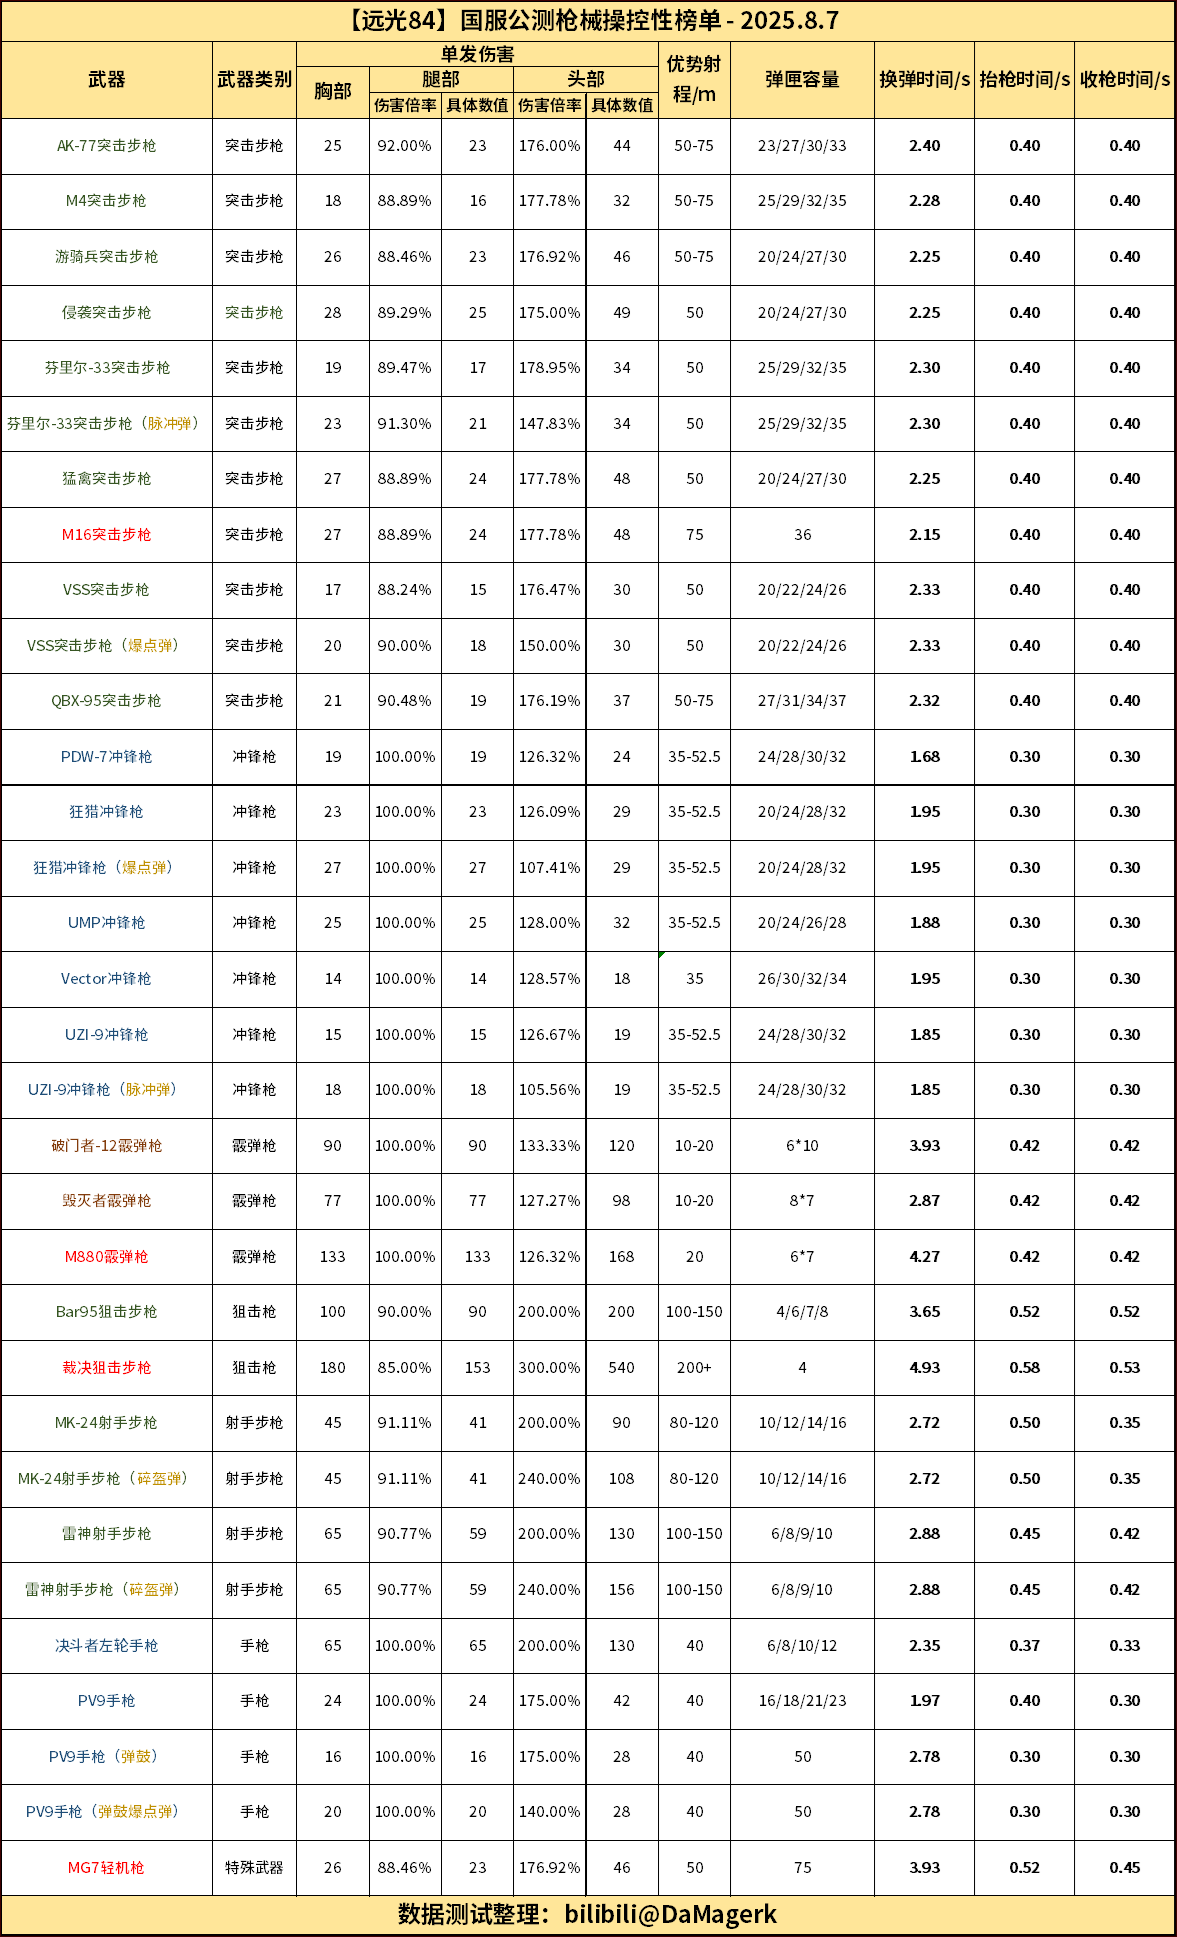 【远光84】国服公测枪械操控性榜单 - 2025.8.7
武器 武器类别 单发伤害 优势射程/m 弹匣容量 换弹时间/s 抬枪时间/s 收枪时间/s
胸部 腿部 头部
伤害倍率 具体数值 伤害倍率 具体数值
AK-77突击步枪 突击步枪 25 92.00% 23 176.00% 44 50-75 23/27/30/33 2.40 0.40 0.40
M4突击步枪 突击步枪 18 88.89% 16 177.78% 32 50-75 25/29/32/35 2.28 0.40 0.40
游骑兵突击步枪 突击步枪 26 88.46% 23 176.92% 46 50-75 20/24/27/30 2.25 0.40 0.40
侵袭突击步枪 突击步枪 28 89.29% 25 175.00% 49 50 20/24/27/30 2.25 0.40 0.40
芬里尔-33突击步枪 突击步枪 19 89.47% 17 178.95% 34 50 25/29/32/35 2.30 0.40 0.40
芬里尔-33突击步枪（脉冲弹） 突击步枪 23 91.30% 21 147.83% 34 50 25/29/32/35 2.30 0.40 0.40
猛禽突击步枪 突击步枪 27 88.89% 24 177.78% 48 50 20/24/27/30 2.25 0.40 0.40
M16突击步枪 突击步枪 27 88.89% 24 177.78% 48 75 36 2.15 0.40 0.40
VSS突击步枪 突击步枪 17 88.24% 15 176.47% 30 50 20/22/24/26 2.33 0.40 0.40
VSS突击步枪（爆点弹） 突击步枪 20 90.00% 18 150.00% 30 50 20/22/24/26 2.33 0.40 0.40
QBX-95突击步枪 突击步枪 21 90.48% 19 176.19% 37 50-75 27/31/34/37 2.32 0.40 0.40
PDW-7冲锋枪 冲锋枪 19 100.00% 19 126.32% 24 35-52.5 24/28/30/32 1.68 0.30 0.30
狂猎冲锋枪 冲锋枪 23 100.00% 23 126.09% 29 35-52.5 20/24/28/32 1.95 0.30 0.30
狂猎冲锋枪（爆点弹） 冲锋枪 27 100.00% 27 107.41% 29 35-52.5 20/24/28/32 1.95 0.30 0.30
UMP冲锋枪 冲锋枪 25 100.00% 25 128.00% 32 35-52.5 20/24/26/28 1.88 0.30 0.30
Vector冲锋枪 冲锋枪 14 100.00% 14 128.57% 18 35 26/30/32/34 1.95 0.30 0.30
UZI-9冲锋枪 冲锋枪 15 100.00% 15 126.67% 19 35-52.5 24/28/30/32 1.85 0.30 0.30
UZI-9冲锋枪（脉冲弹） 冲锋枪 18 100.00% 18 105.56% 19 35-52.5 24/28/30/32 1.85 0.30 0.30
破门者-12霰弹枪 霰弹枪 90 100.00% 90 133.33% 120 10-20 6*10 3.93 0.42 0.42
毁灭者霰弹枪 霰弹枪 77 100.00% 77 127.27% 98 10-20 8*7 2.87 0.42 0.42
M880霰弹枪 霰弹枪 133 100.00% 133 126.32% 168 20 6*7 4.27 0.42 0.42
Bar95狙击步枪 狙击枪 100 90.00% 90 200.00% 200 100-150 4/6/7/8 3.65 0.52 0.52
裁决狙击步枪 狙击枪 180 85.00% 153 300.00% 540 200+ 4 4.93 0.58 0.53
MK-24射手步枪 射手步枪 45 91.11% 41 200.00% 90 80-120 10/12/14/16 2.72 0.50 0.35
MK-24射手步枪（碎盔弹） 射手步枪 45 91.11% 41 240.00% 108 80-120 10/12/14/16 2.72 0.50 0.35
雷神射手步枪 射手步枪 65 90.77% 59 200.00% 130 100-150 6/8/9/10 2.88 0.45 0.42
雷神射手步枪（碎盔弹） 射手步枪 65 90.77% 59 240.00% 156 100-150 6/8/9/10 2.88 0.45 0.42
决斗者左轮手枪 手枪 65 100.00% 65 200.00% 130 40 6/8/10/12 2.35 0.37 0.33
PV9手枪 手枪 24 100.00% 24 175.00% 42 40 16/18/21/23 1.97 0.40 0.30
PV9手枪（弹鼓） 手枪 16 100.00% 16 175.00% 28 40 50 2.78 0.30 0.30
PV9手枪（弹鼓爆点弹） 手枪 20 100.00% 20 140.00% 28 40 50 2.78 0.30 0.30
MG7轻机枪 特殊武器 26 88.46% 23 176.92% 46 50 75 3.93 0.52 0.45
数据测试整理：bilibili@DaMagerk